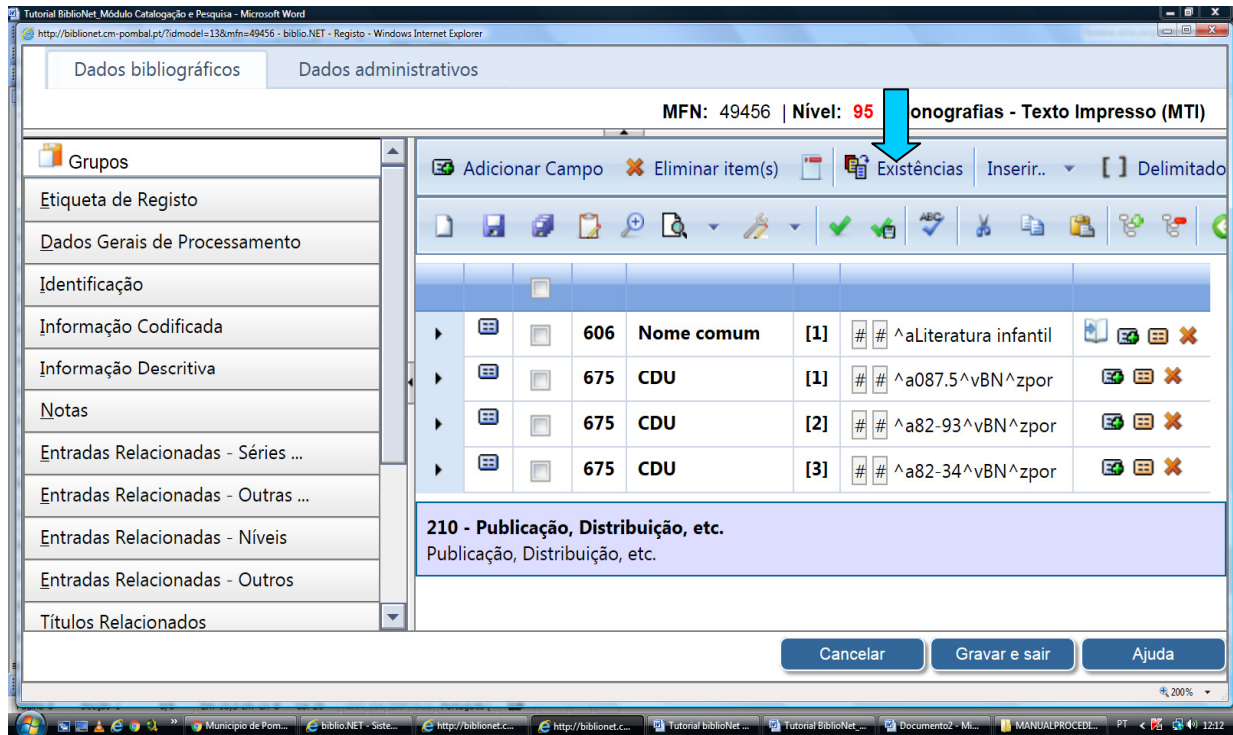 Tutorial BiblioNet_Módulo Catalogação e Pesquisa - Microsoft Word
http://biblionet.cm-pombal.pt/?idmodel=13&mfn=49456 - biblio.NET - Registo - Windows Internet Explorer
Dados bibliográficos Dados administrativos
MFN: 49456 | Nível: 95 onografias - Texto Impresso (MTI)
Grupos
Etiqueta de Registo
Dados Gerais de Processamento
Identificação
Informação Codificada
Informação Descritiva
Notas
Entradas Relacionadas - Séries ...
Entradas Relacionadas - Outras ...
Entradas Relacionadas - Níveis
Entradas Relacionadas - Outros
Títulos Relacionados
Adicionar Campo Eliminar item(s) Existências Inserir.. [ ] Delimitado
ABC
606 Nome comum [1] # # ^aLiteratura infantil
675 CDU [1] # # ^a087.5^vBN^zpor
675 CDU [2] # # ^a82-93^vBN^zpor
675 CDU [3] # # ^a82-34^vBN^zpor
210 - Publicação, Distribuição, etc.
Publicação, Distribuição, etc.
Cancelar Gravar e sair Ajuda
200%
Municipio de Pom... biblio.NET - Siste... http://biblionet.c... http://biblionet.c... Tutorial biblioNet ... Tutorial BiblioNet_... Documento2 - Mi... MANUALPROCEDI... PT 12:12